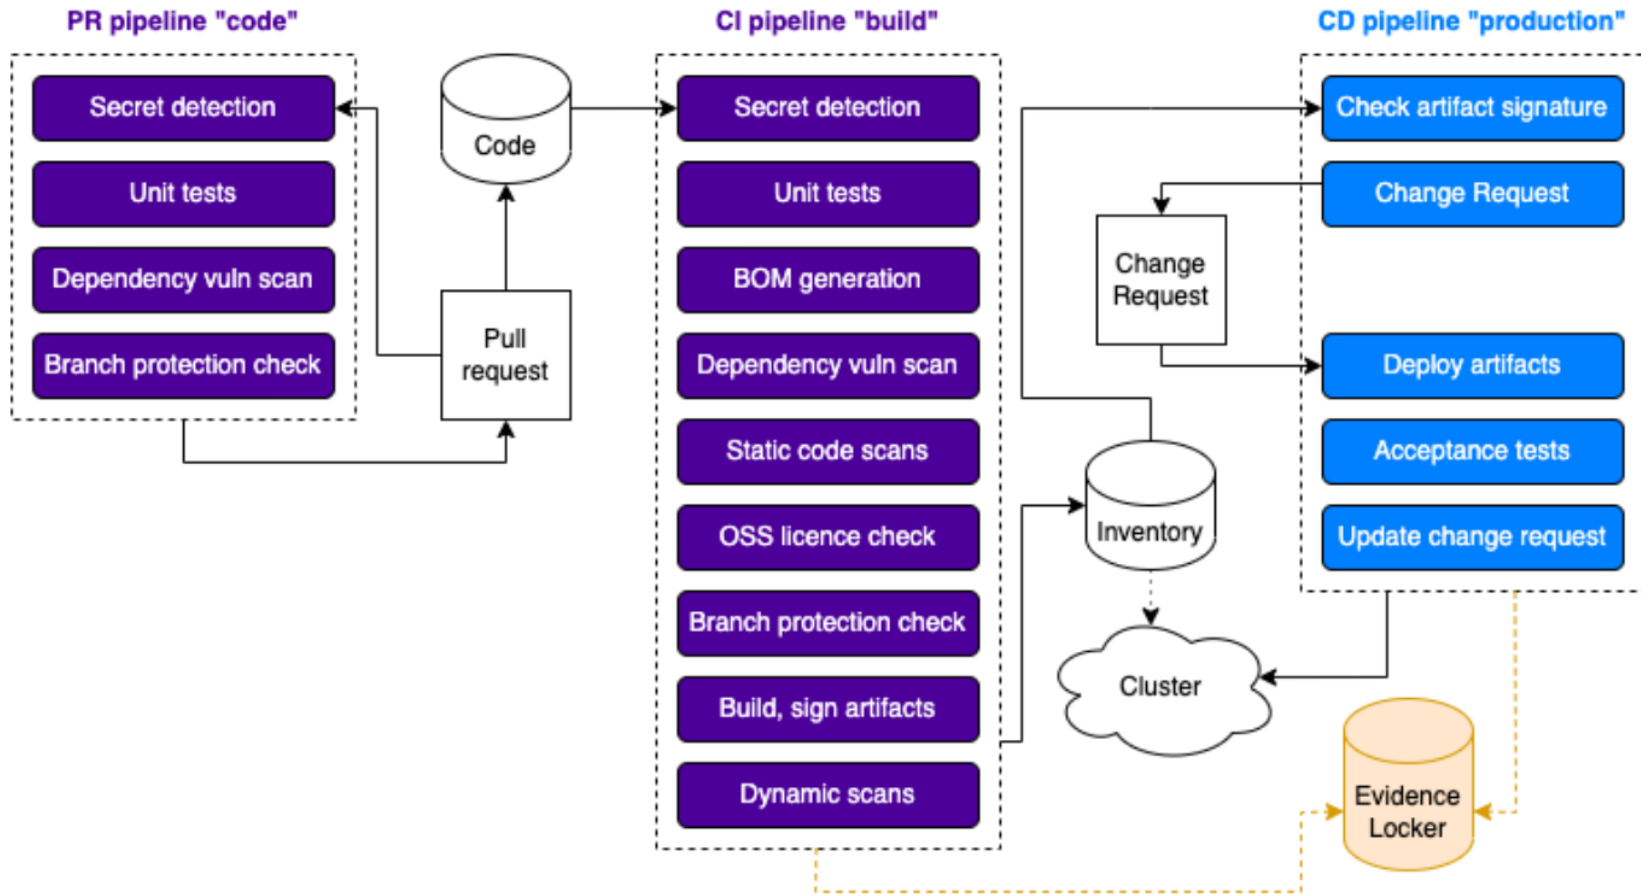 PR pipeline "code"
Secret detection
Unit tests
Dependency vuln scan
Branch protection check
Code
Pull
request
CI pipeline "build"
Secret detection
Unit tests
BOM generation
Dependency vuln scan
Static code scans
OSS licence check
Branch protection check
Build, sign artifacts
Dynamic scans
Change
Request
Inventory
Cluster
CD pipeline "production"
Check artifact signature
Change Request
Deploy artifacts
Acceptance tests
Update change request
Evidence
Locker